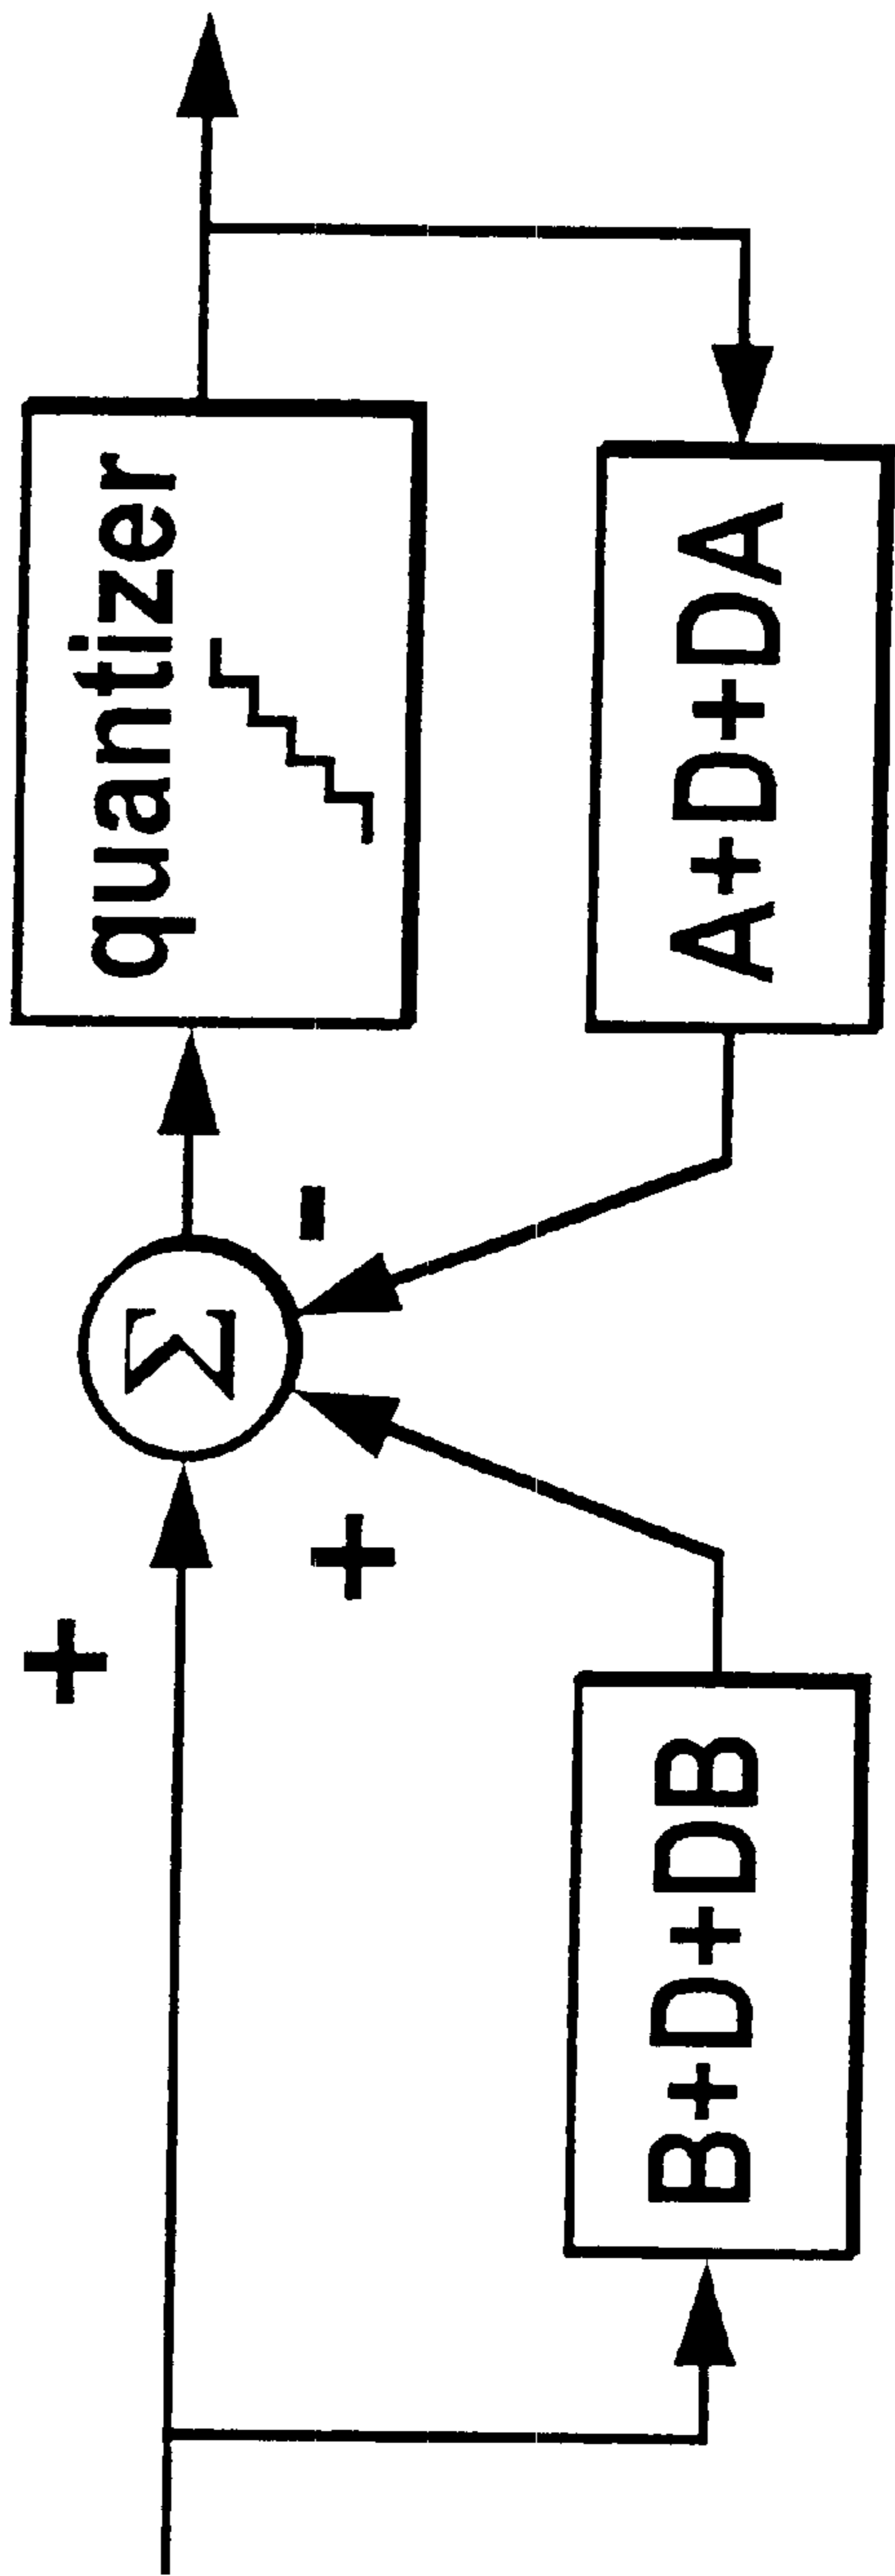 +
Σ
quantizer
+
-
B+D+DB
A+D+DA